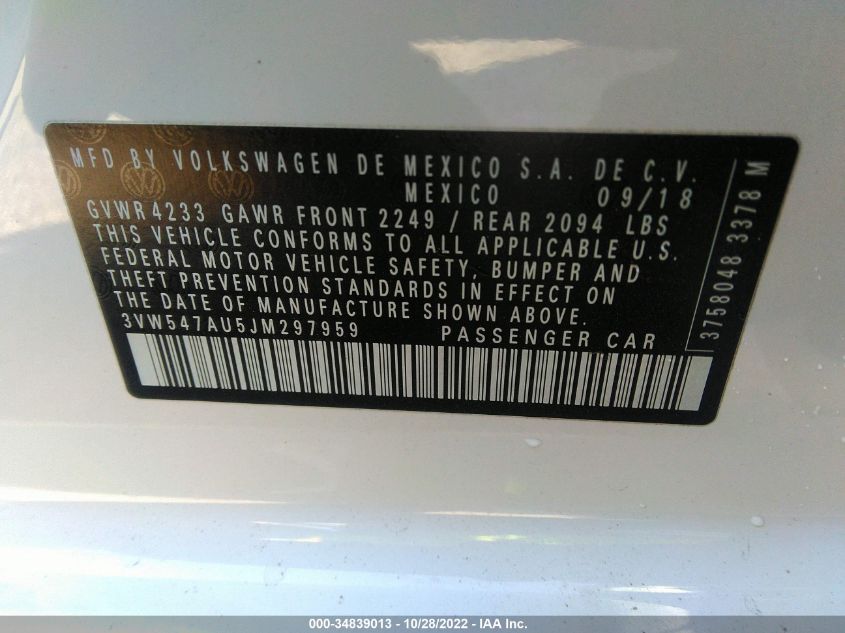 MFD BY VOLKSWAGEN DE MEXICO S.A. DE C.V.
MEXICO 09/18
GVWR 4233 GAWR FRONT 2249 / REAR 2094 LBS
THIS VEHICLE CONFORMS TO ALL APPLICABLE U.S.
FEDERAL MOTOR VEHICLE SAFETY, BUMPER AND
THEFT PREVENTION STANDARDS IN EFFECT ON
THE DATE OF MANUFACTURE SHOWN ABOVE.
3VW547AU5JM297959 PASSENGER CAR
3758048 3378 M
000-34839013 - 10/28/2022 - IAA Inc.